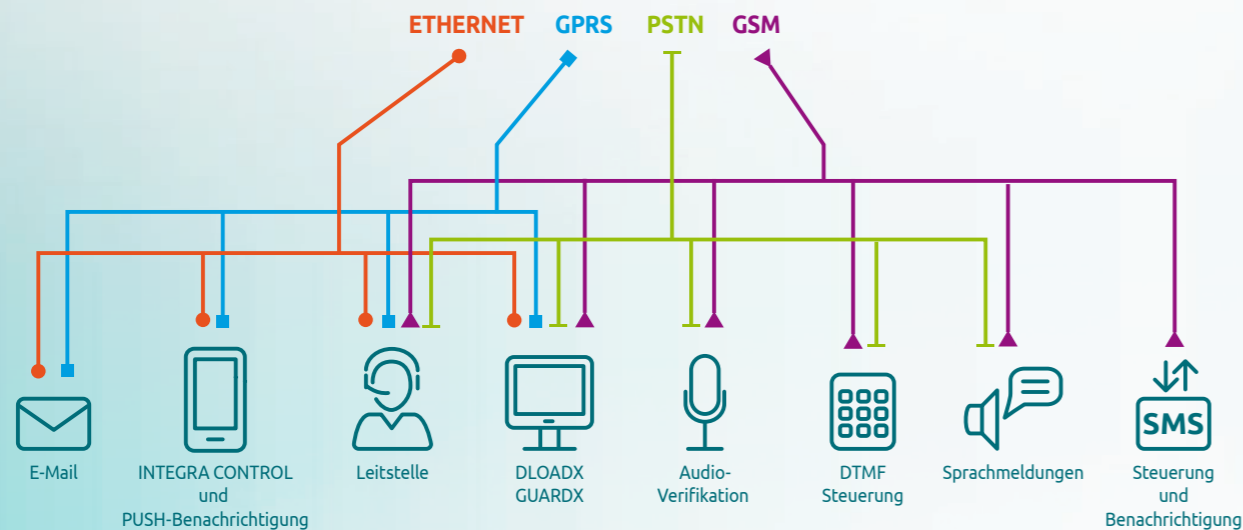 ETHERNET GPRS PSTN GSM
SMS
E-Mail
INTEGRA CONTROL
und
PUSH-Benachrichtigung
Leitstelle
DLOADX
GUARDX
Audio-
Verifikation
DTMF
Steuerung
Sprachmeldungen
Steuerung
und
Benachrichtigung